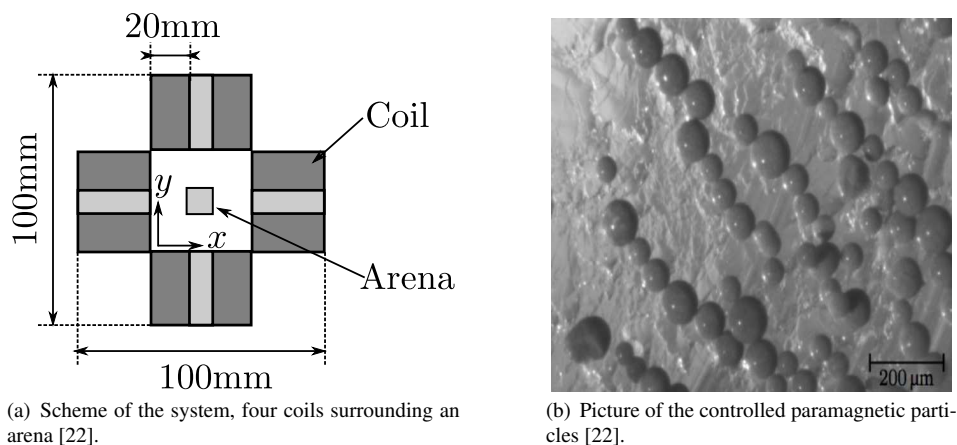 20mm
Coil
100mm
y
x
Arena
100mm
200 µm
(a) Scheme of the system, four coils surrounding an
arena [22].
(b) Picture of the controlled paramagnetic parti-
cles [22].